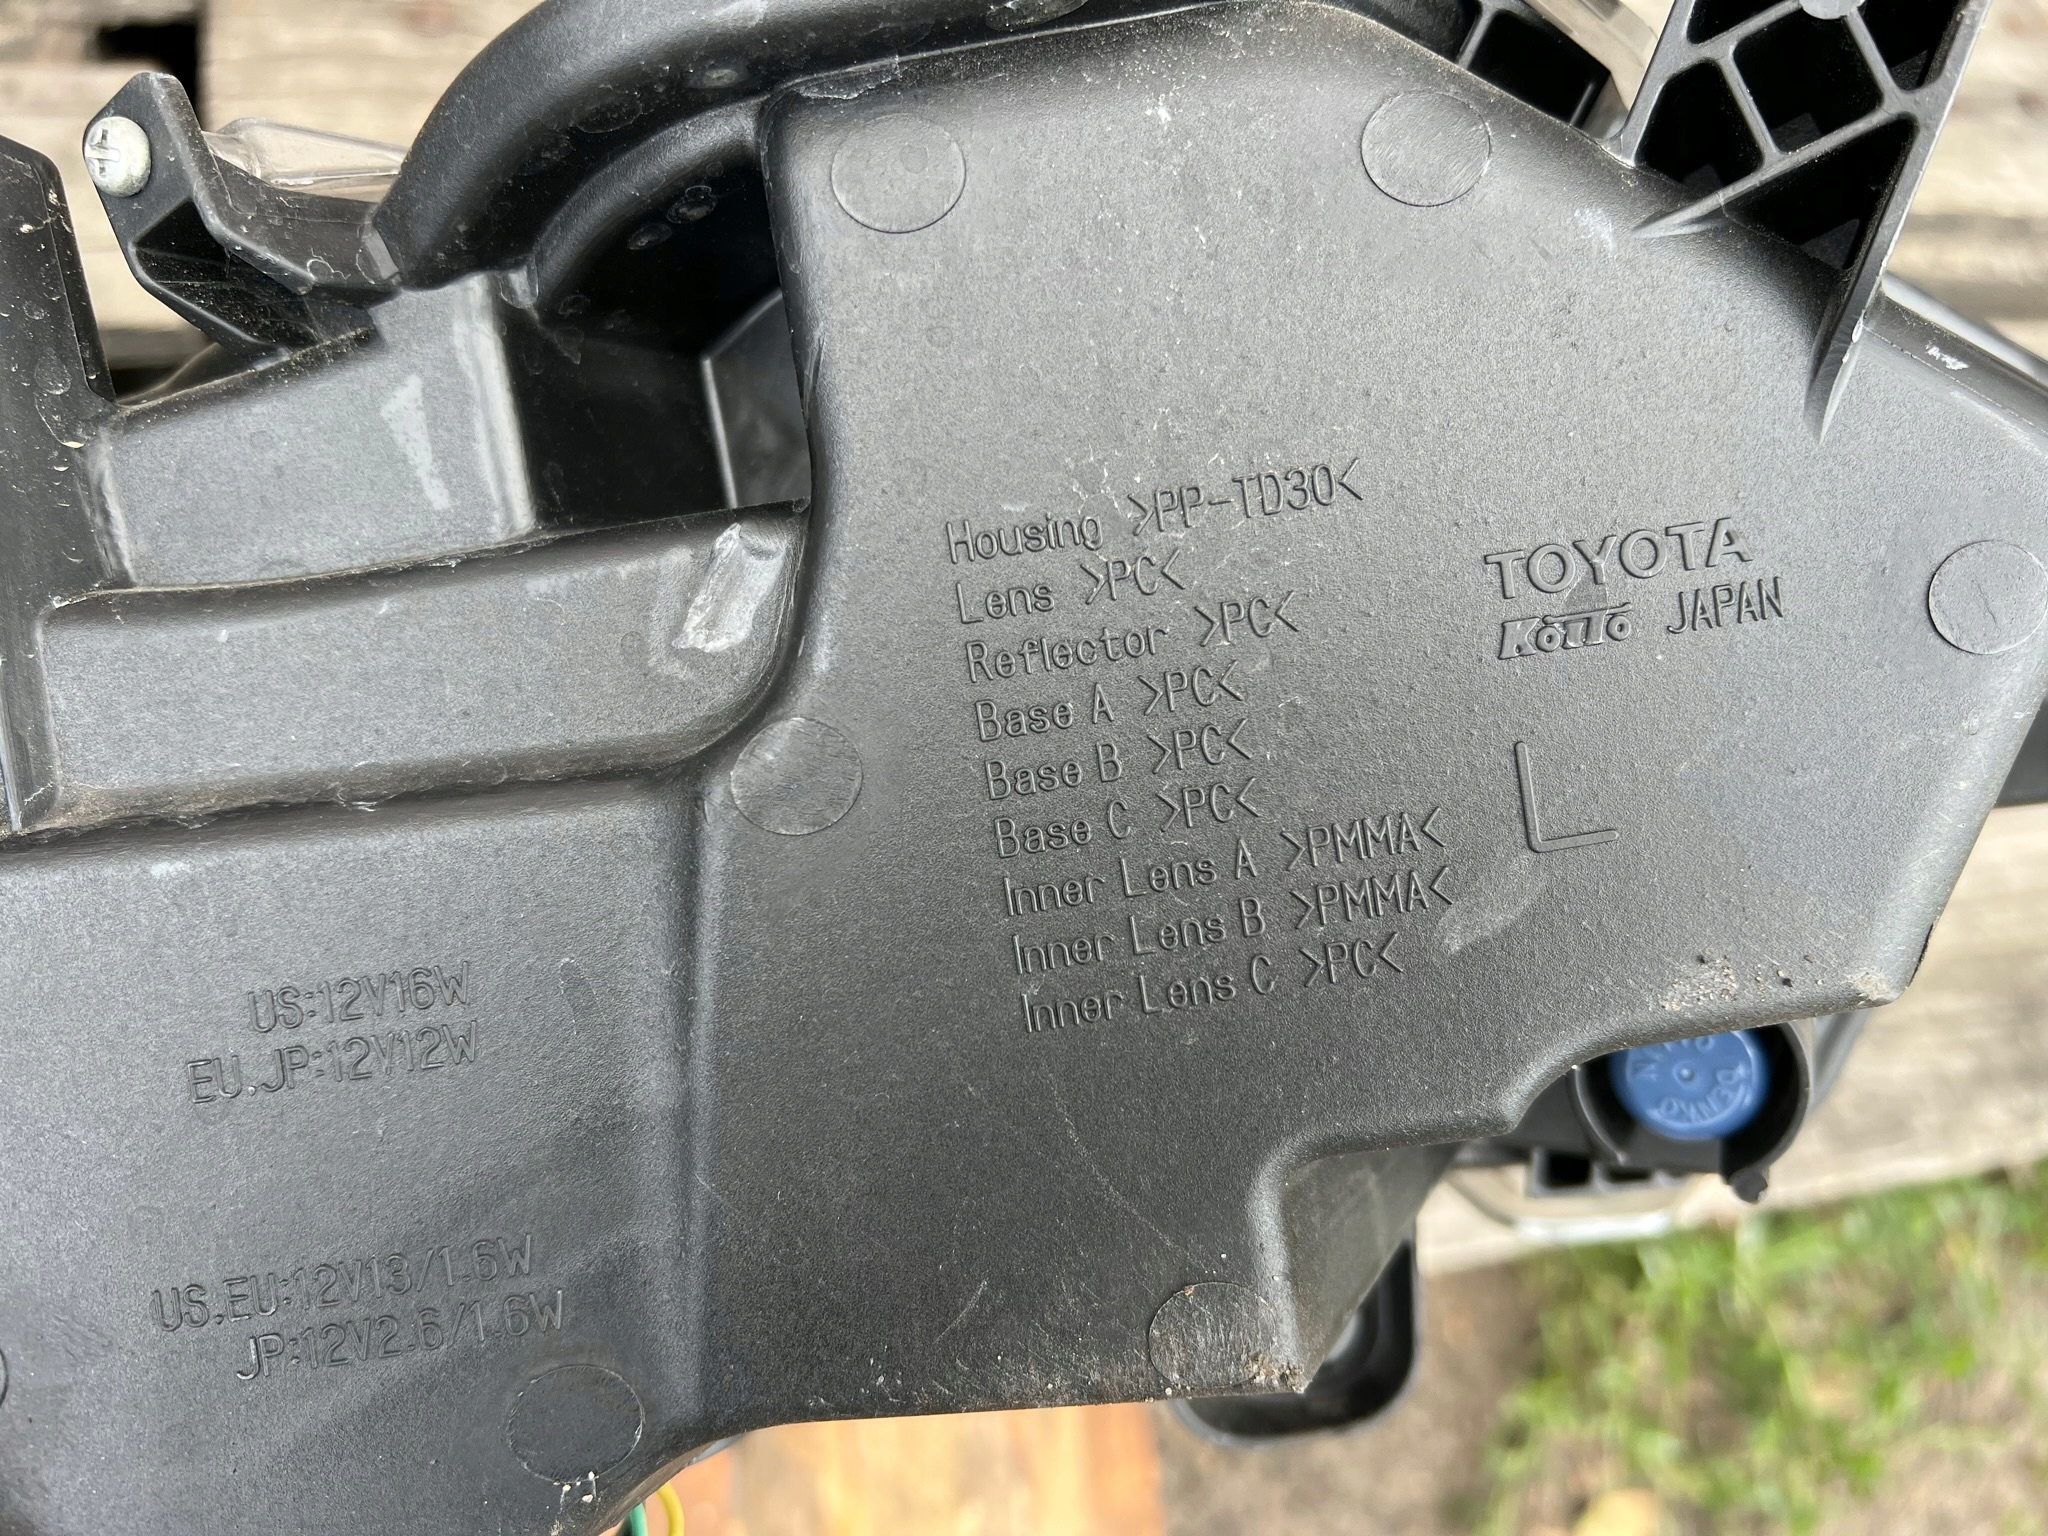 Housing >PP-TD30<
Lens >PC<
Reflector >PC<
Base A >PC<
Base B >PC<
Base C >PC<
Inner Lens A >PMMA<
Inner Lens B >PMMA<
Inner Lens C >PC<
TOYOTA
KOITO JAPAN
L
US:12V16W
EU.JP:12V12W
US.EU:12V13/1.6W
JP:12V2.6/1.6W